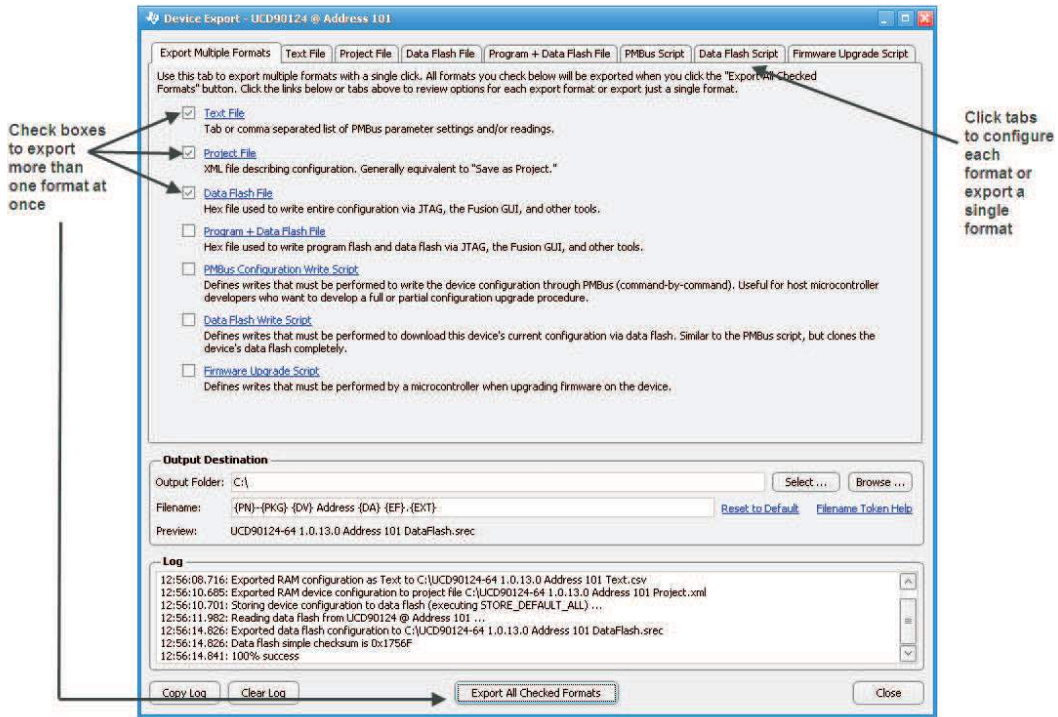 Device Export - UCD90124 @ Address 101
Export Multiple Formats
Text File
Project File
Data Flash File
Program + Data Flash File
PMBus Script
Data Flash Script
Firmware Upgrade Script
Use this tab to export multiple formats with a single click. All formats you check below will be exported when you click the "Export All Checked
Formats" button. Click the links below or tabs above to review options for each export format or export just a single format.
Check boxes
to export
more than
one format at
once
Text File
Tab or comma separated list of PMBus parameter settings and/or readings.
Project File
XML file describing configuration. Generally equivalent to "Save as Project."
Data Flash File
Hex file used to write entire configuration via JTAG, the Fusion GUI, and other tools.
Program + Data Flash File
Hex file used to write program flash and data flash via JTAG, the Fusion GUI, and other tools.
PMBus Configuration Write Script
Defines writes that must be performed to write the device configuration through PMBus (command-by-command). Useful for host microcontroller
developers who want to develop a full or partial configuration upgrade procedure.
Data Flash Write Script
Defines writes that must be performed to download this device's current configuration via data flash. Similar to the PMBus script, but clones the
device's data flash completely.
Firmware Upgrade Script
Defines writes that must be performed by a microcontroller when upgrading firmware on the device.
Click tabs
to configure
each
format or
export a
single
format
Output Destination
Output Folder: C:\
Select ...
Browse ...
Filename: {PN}-{PKG} {DV} Address {DA} {EF}.{EXT}
Reset to Default
Filename Token Help
Preview: UCD90124-64 1.0.13.0 Address 101 DataFlash.srec
Log
12:56:08.716: Exported RAM configuration as Text to C:\UCD90124-64 1.0.13.0 Address 101 Text.csv
12:56:10.685: Exported RAM device configuration to project file C:\UCD90124-64 1.0.13.0 Address 101 Project.xml
12:56:10.701: Storing device configuration to data flash (executing STORE_DEFAULT_ALL) ...
12:56:11.982: Reading data flash from UCD90124 @ Address 101 ...
12:56:14.826: Exported data flash configuration to C:\UCD90124-64 1.0.13.0 Address 101 DataFlash.srec
12:56:14.826: Data flash simple checksum is 0x1756F
12:56:14.841: 100% success
Copy Log
Clear Log
Export All Checked Formats
Close